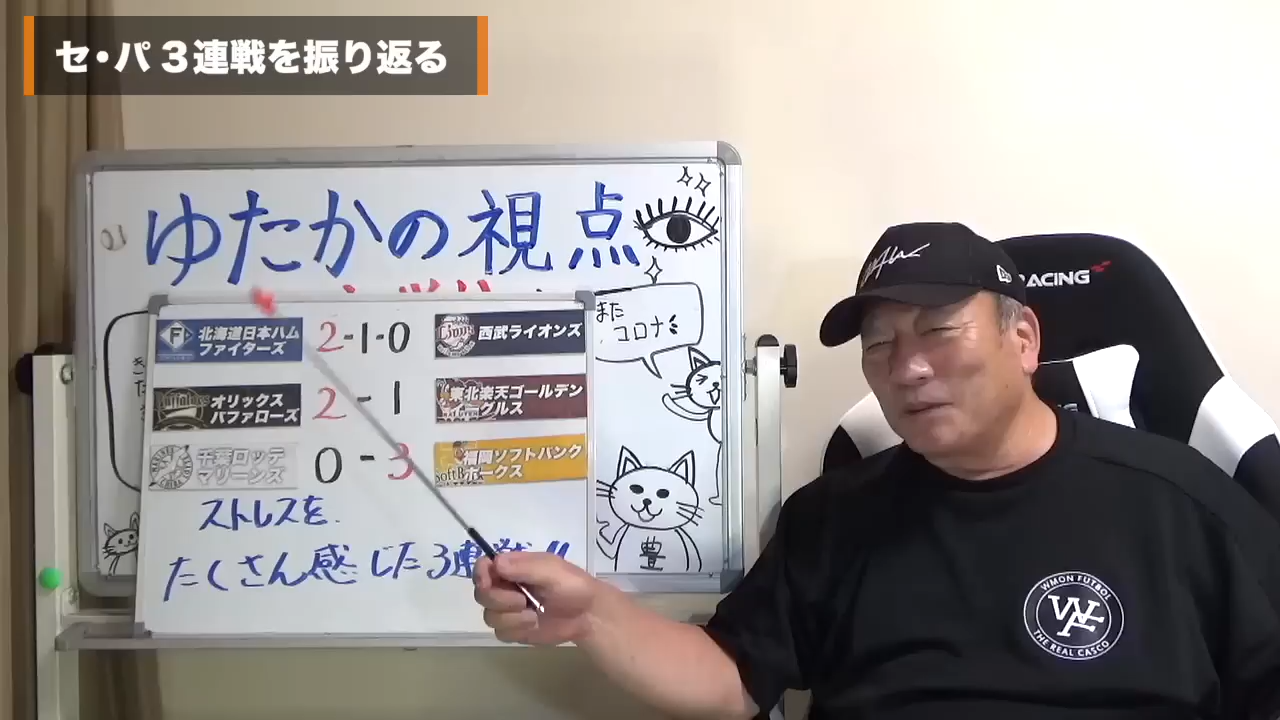 セ・パ３連戦を振り返る
ゆたかの視点
また
コロナ
北海道日本ハム
ファイターズ
2-1-0
西武ライオンズ
オリックス
バファローズ
2-1
東北楽天ゴールデン
グルス
千葉ロッテ
マリーンズ
0-3
福岡ソフトバンク
ホークス
ストレスを
たくさん感じた3連戦!!
豊
RACING
WMON FUTBOL
WF
THE REAL CASCO